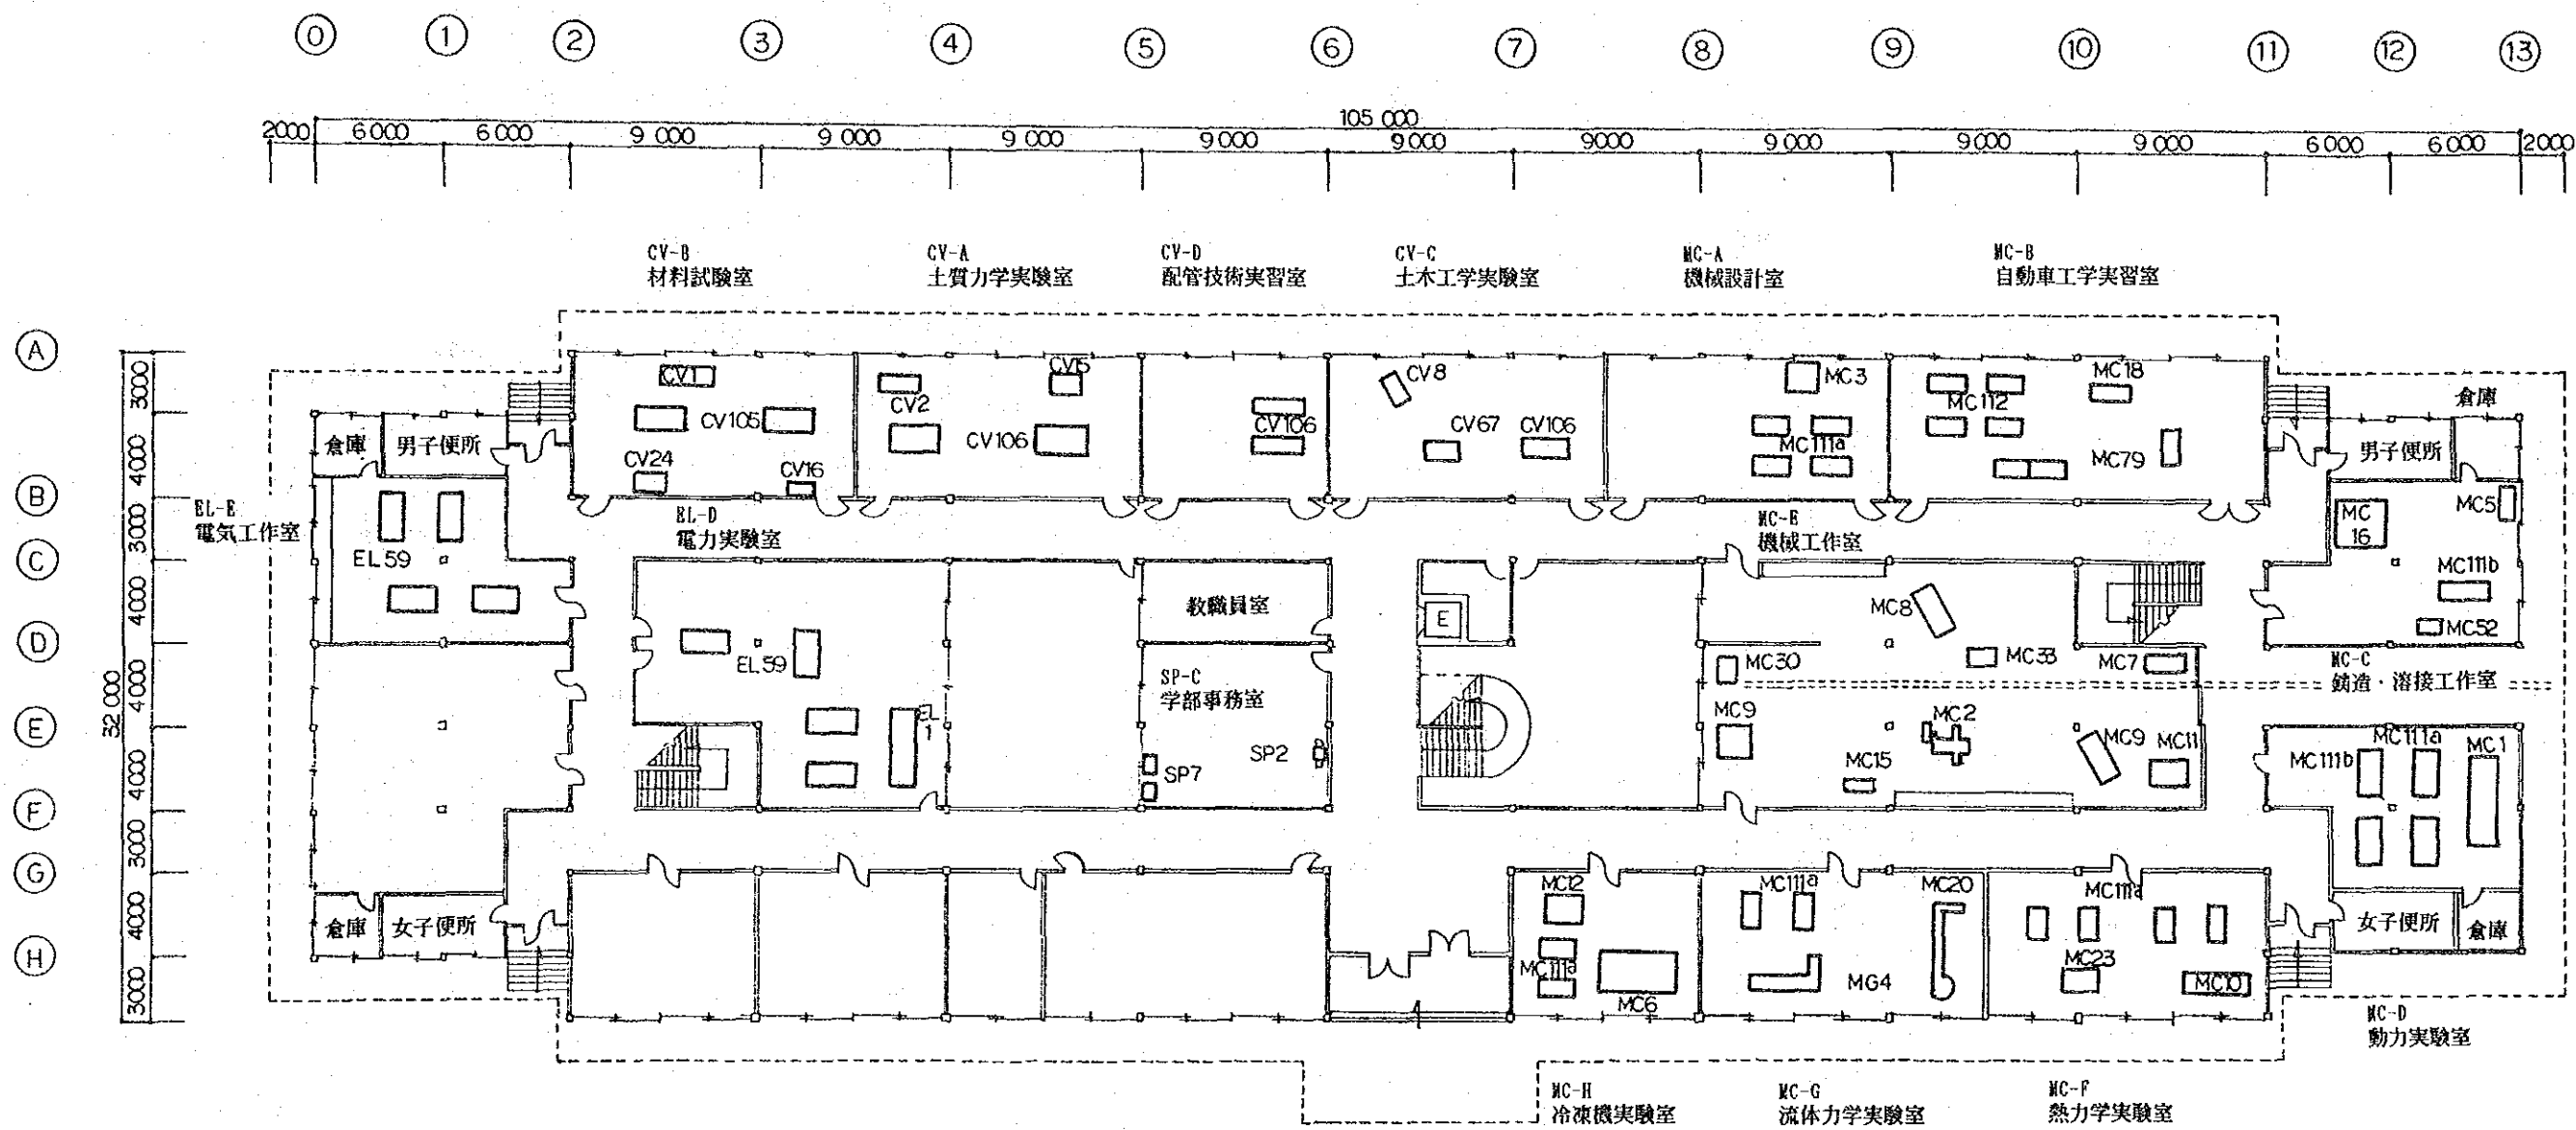 0 1 2 3 4 5 6 7 8 9 10 11 12 13
105 000
2000 6000 6000 9 000 9 000 9 000 9 000 9 000 9000 9 000 9 000 9 000 6 000 6 000 2000
CV-B
材料試験室
CV-A
土質力学実験室
CV-D
配管技術実習室
CV-C
土木工学実験室
MC-A
機械設計室
MC-B
自動車工学実習室
A
B
C
D
E
F
G
H
3000
4000
3000
4000
4000
4000
3000
4000
3000
32 000
CV1
CV105
CV24
CV16
CV2
CV15
CV106
CV106
CV8
CV67
CV106
MC3
MC111a
MC112
MC18
MC79
倉庫
男子便所
倉庫
男子便所
EL-E
電気工作室
EL59
EL-D
電力実験室
EL59
EL
1
教職員室
SP-C
学部事務室
SP7
SP2
E
MC-E
機械工作室
MC8
MC33
MC30
MC7
MC9
MC2
MC15
MC9
MC11
MC
16
MC5
MC111b
MC52
MC-C
鋳造・溶接工作室
MC111b
MC111a
MC1
倉庫
女子便所
MC12
MC111a
MC6
MC111a
MC20
MG4
MC111a
MC23
MC10
女子便所
倉庫
MC-D
動力実験室
MC-H
冷凍機実験室
MC-G
流体力学実験室
MC-F
熱力学実験室